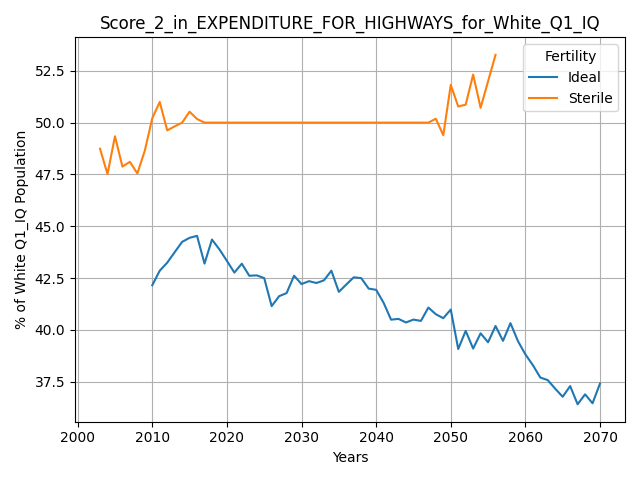 Score_2_in_EXPENDITURE_FOR_HIGHWAYS_for_White_Q1_IQ
Fertility
Ideal
Sterile
% of White Q1_IQ Population
52.5
50.0
47.5
45.0
42.5
40.0
37.5
2000 2010 2020 2030 2040 2050 2060 2070
Years